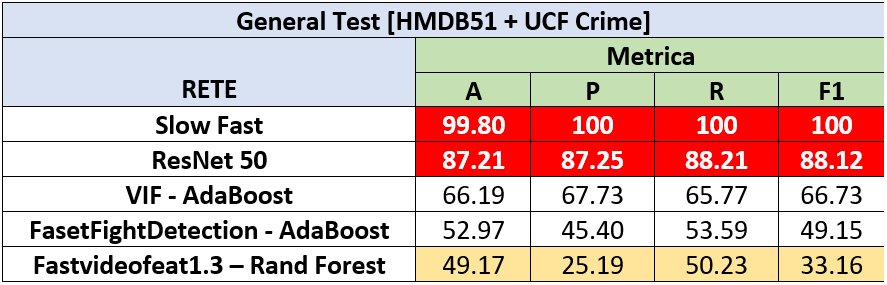 General Test [HMDB51 + UCF Crime]
RETE Metrica
A P R F1
Slow Fast 99.80 100 100 100
ResNet 50 87.21 87.25 88.21 88.12
VIF - AdaBoost 66.19 67.73 65.77 66.73
FasetFightDetection - AdaBoost 52.97 45.40 53.59 49.15
Fastvideofeat1.3 – Rand Forest 49.17 25.19 50.23 33.16